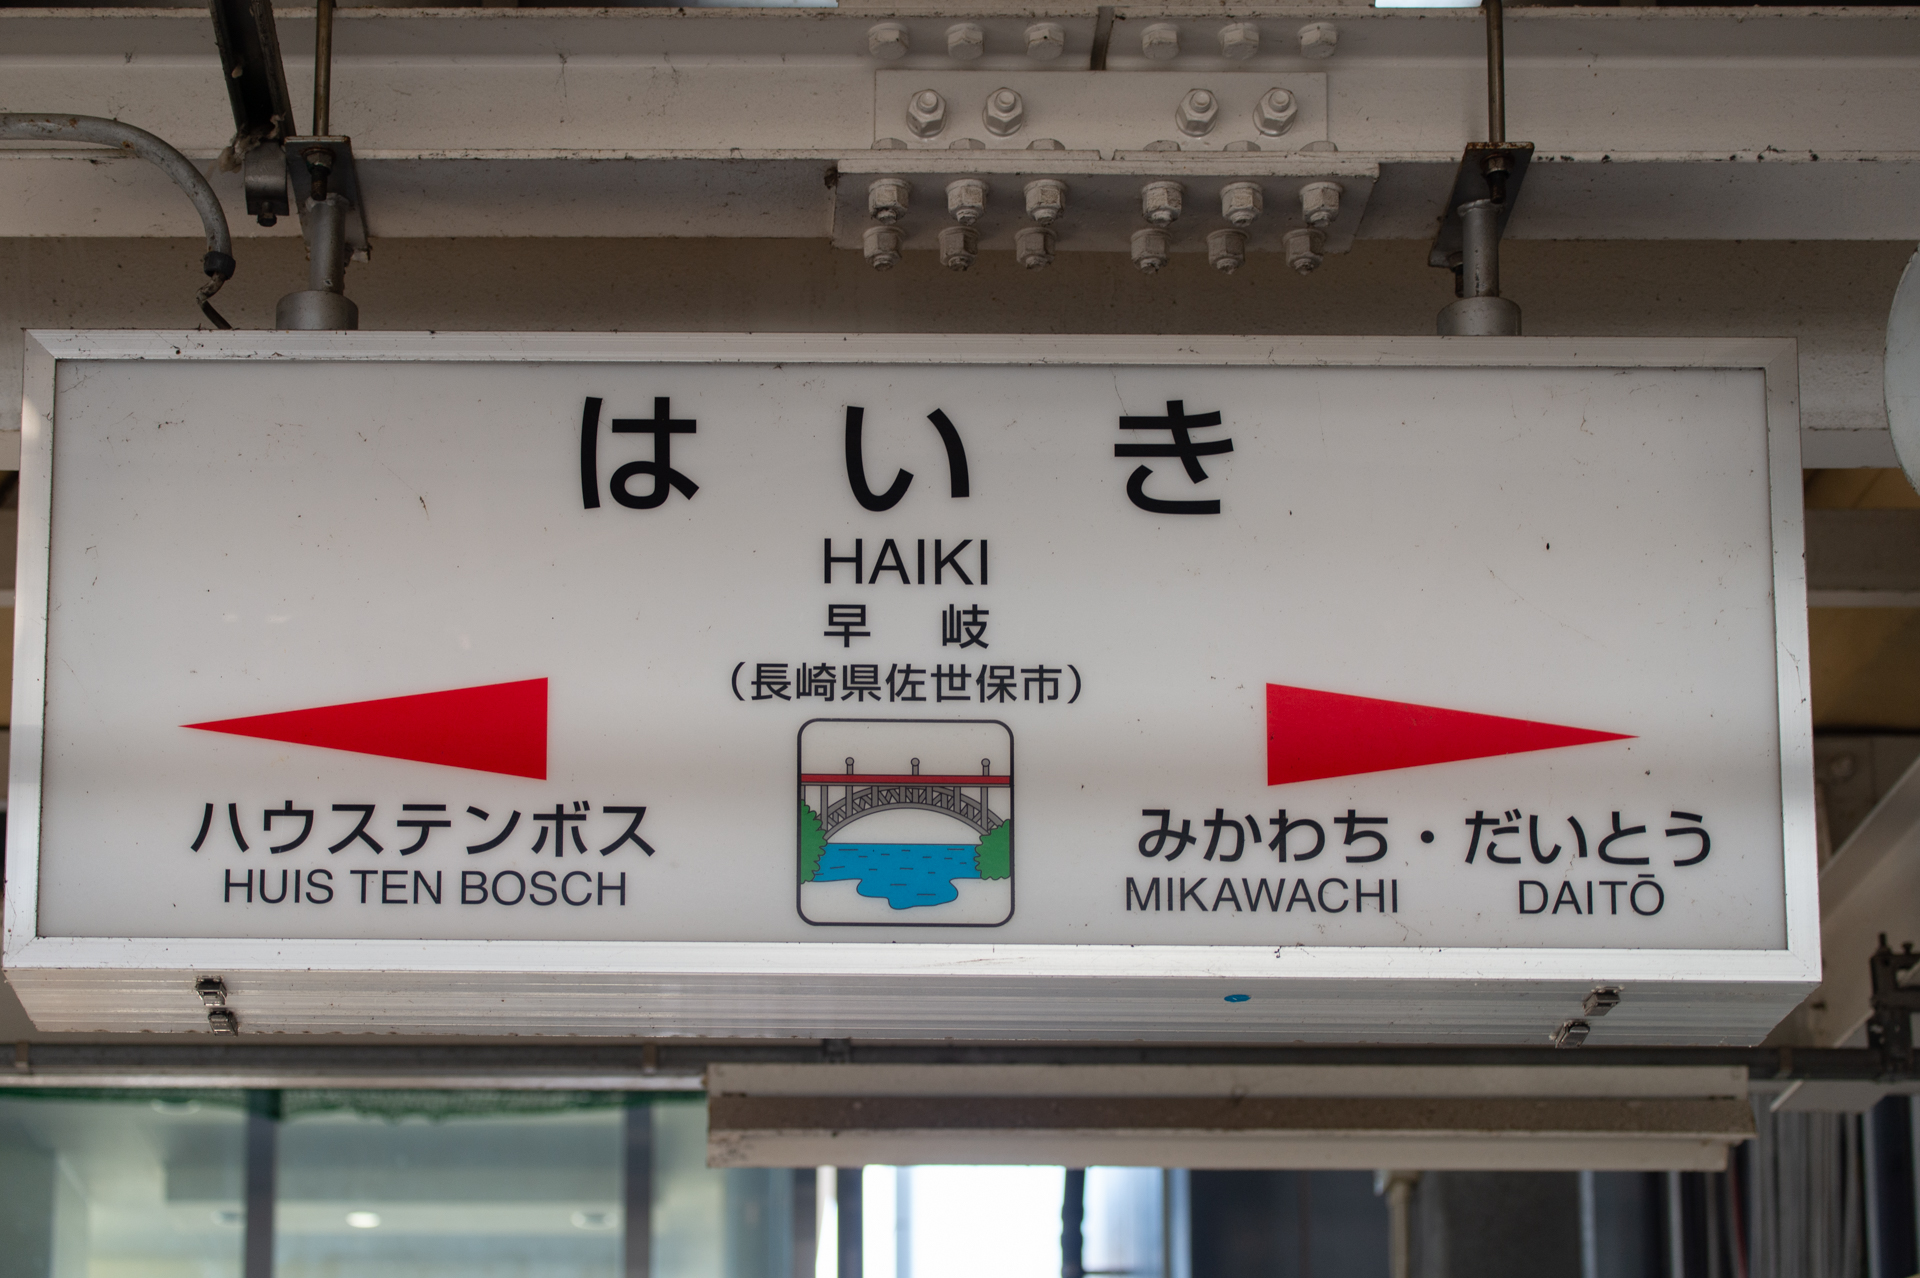 はいき
HAIKI
早岐
(長崎県佐世保市)
ハウステンボス
HUIS TEN BOSCH
みかわち・だいとう
MIKAWACHI DAITŌ